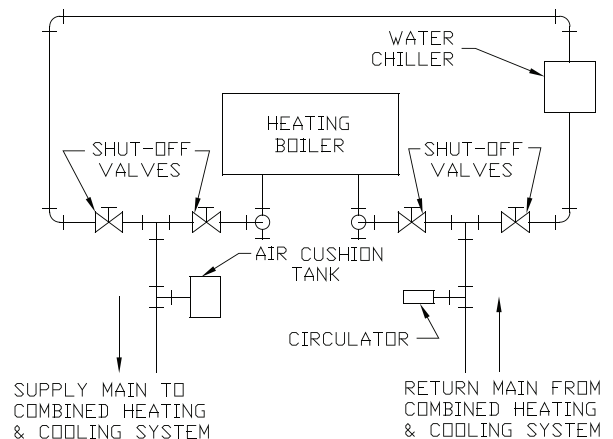 WATER
CHILLER
HEATING
BOILER
SHUT-OFF
VALVES
SHUT-OFF
VALVES
AIR CUSHION
TANK
CIRCULATOR
SUPPLY MAIN TO
COMBINED HEATING
& COOLING SYSTEM
RETURN MAIN FROM
COMBINED HEATING
& COOLING SYSTEM